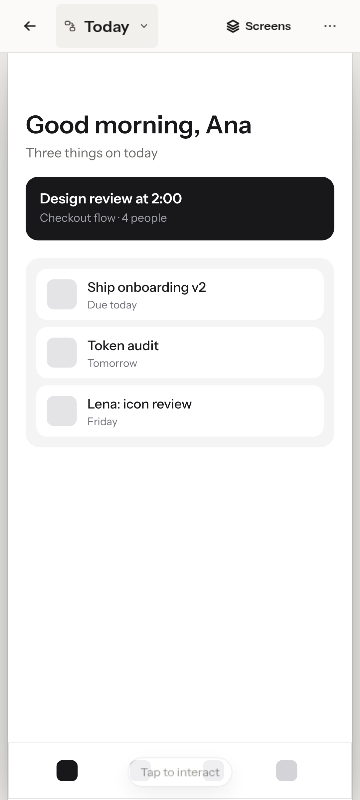 Today
Screens
Good morning, Ana
Three things on today
Design review at 2:00
Checkout flow · 4 people
Ship onboarding v2
Due today
Token audit
Tomorrow
Lena: icon review
Friday
Tap to interact